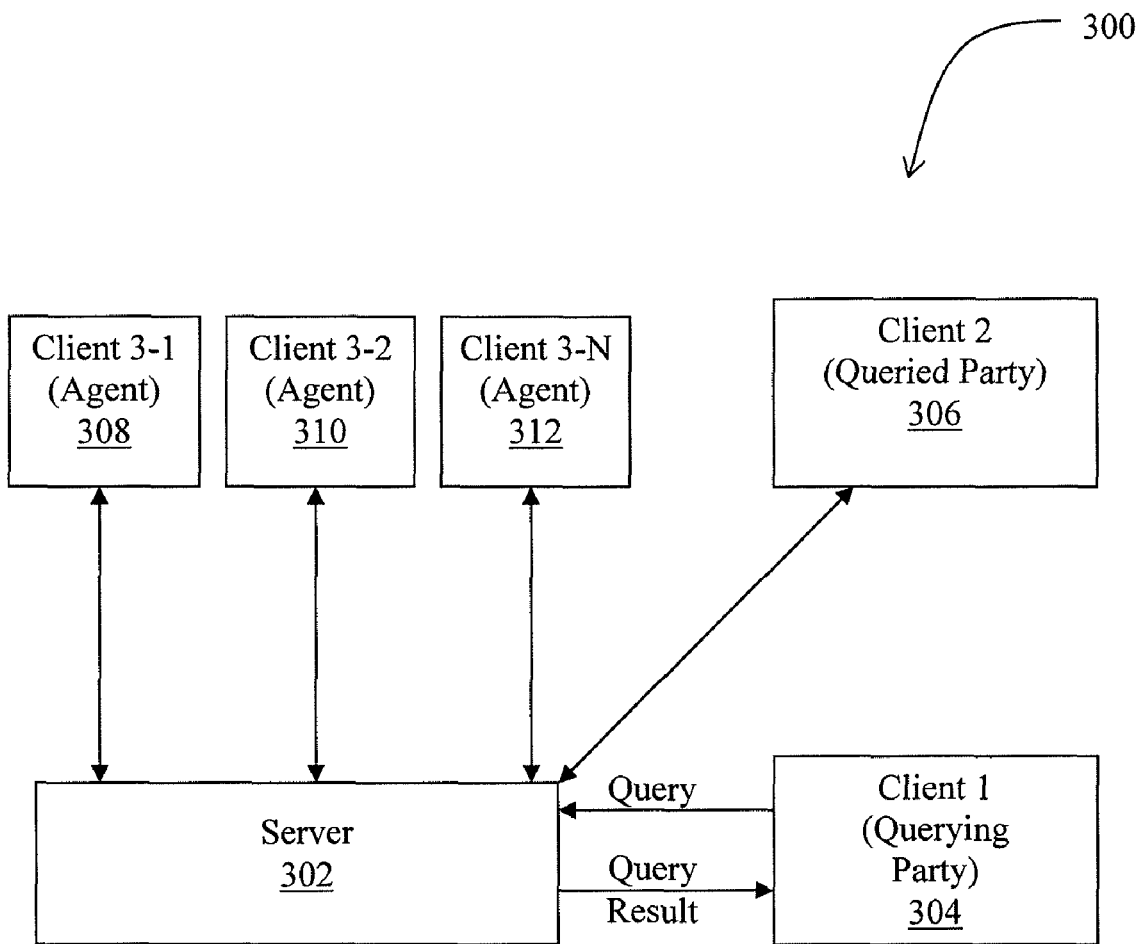 300
Client 3-1
(Agent)
308
Client 3-2
(Agent)
310
Client 3-N
(Agent)
312
Client 2
(Queried Party)
306
Server
302
Query
Query
Result
Client 1
(Querying
Party)
304